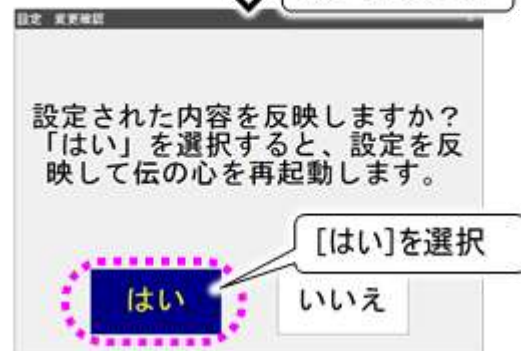 設定 変更確認
設定された内容を反映しますか?
「はい」を選択すると、設定を反
映して伝の心を再起動します。
[はい]を選択
はい
いいえ